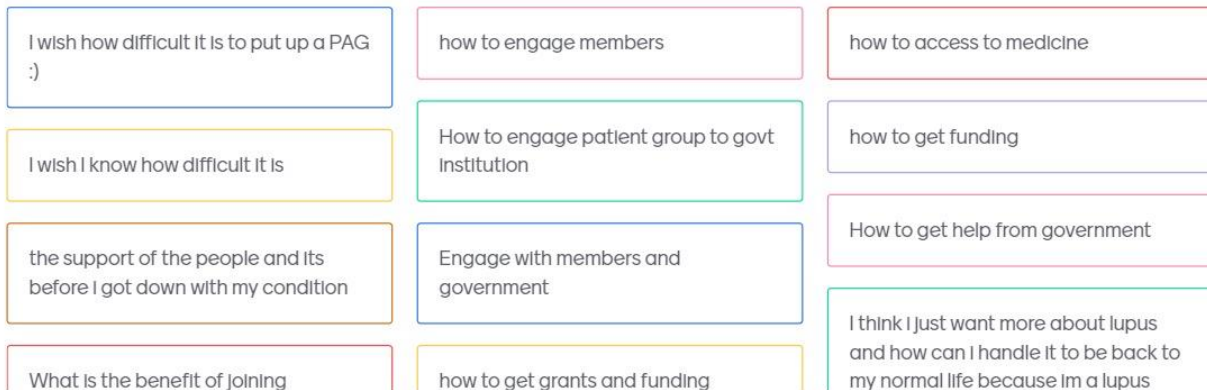 I wish how difficult it is to put up a PAG
:)
I wish I know how difficult it is
the support of the people and its
before i got down with my condition
What is the benefit of joining
how to engage members
How to engage patient group to govt
institution
Engage with members and
government
how to get grants and funding
how to access to medicine
how to get funding
How to get help from government
I think i just want more about lupus
and how can i handle it to be back to
my normal life because im a lupus